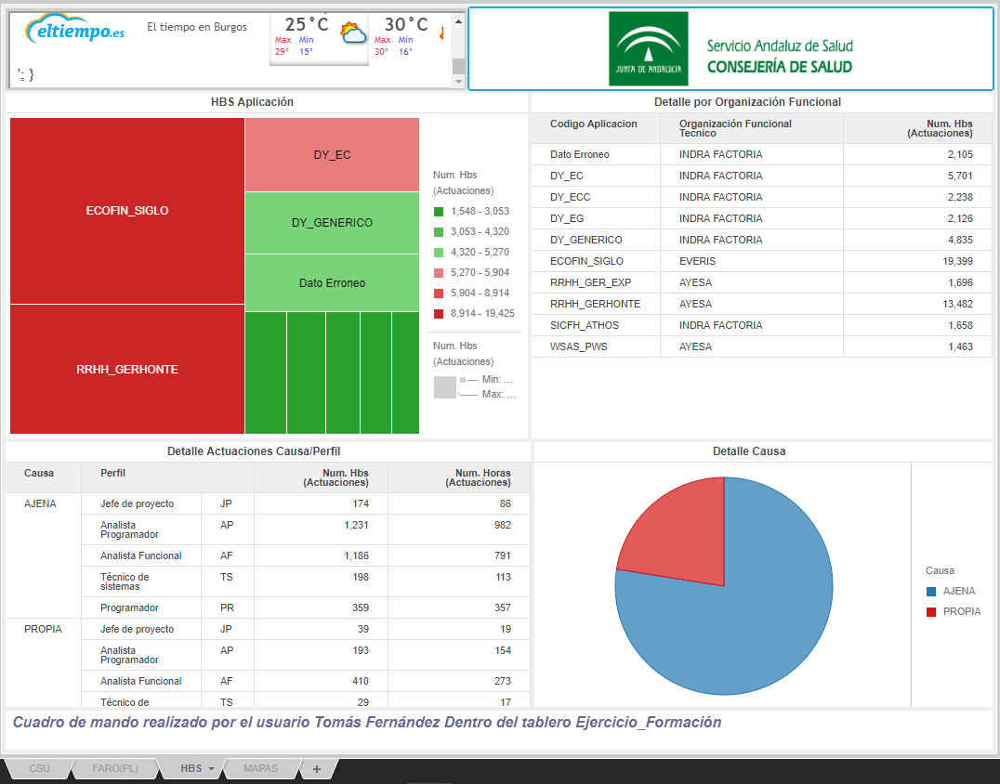 eltiempo.es
El tiempo en Burgos
25°C
Max Min
29° 15°
30°C
Max Min
30° 16°
'; }
JUNTA DE ANDALUCIA
Servicio Andaluz de Salud
CONSEJERÍA DE SALUD
HBS Aplicación
ECOFIN_SIGLO
RRHH_GERHONTE
DY_EC
DY_GENERICO
Dato Erroneo
Num. Hbs
(Actuaciones)
1,548 - 3,053
3,053 - 4,320
4,320 - 5,270
5,270 - 5,904
5,904 - 8,914
8,914 - 19,425
Num. Hbs
(Actuaciones)
Min: ...
Max: ...
Detalle por Organización Funcional
Codigo Aplicacion Organización Funcional Tecnico Num. Hbs (Actuaciones)
Dato Erroneo INDRA FACTORIA 2,105
DY_EC INDRA FACTORIA 5,701
DY_ECC INDRA FACTORIA 2,238
DY_EG INDRA FACTORIA 2,126
DY_GENERICO INDRA FACTORIA 4,835
ECOFIN_SIGLO EVERIS 19,399
RRHH_GER_EXP AYESA 1,696
RRHH_GERHONTE AYESA 13,482
SICFH_ATHOS INDRA FACTORIA 1,658
WSAS_PWS AYESA 1,463
Detalle Actuaciones Causa/Perfil
Causa Perfil Num. Hbs (Actuaciones) Num. Horas (Actuaciones)
AJENA Jefe de proyecto JP 174 86
Analista Programador AP 1,231 982
Analista Funcional AF 1,186 791
Técnico de sistemas TS 198 113
Programador PR 359 357
PROPIA Jefe de proyecto JP 39 19
Analista Programador AP 193 154
Analista Funcional AF 410 273
Técnico de TS 29 17
Detalle Causa
Causa
AJENA
PROPIA
Cuadro de mando realizado por el usuario Tomás Fernández Dentro del tablero Ejercicio_Formación
CSU FARO(PL) HBS MAPAS +